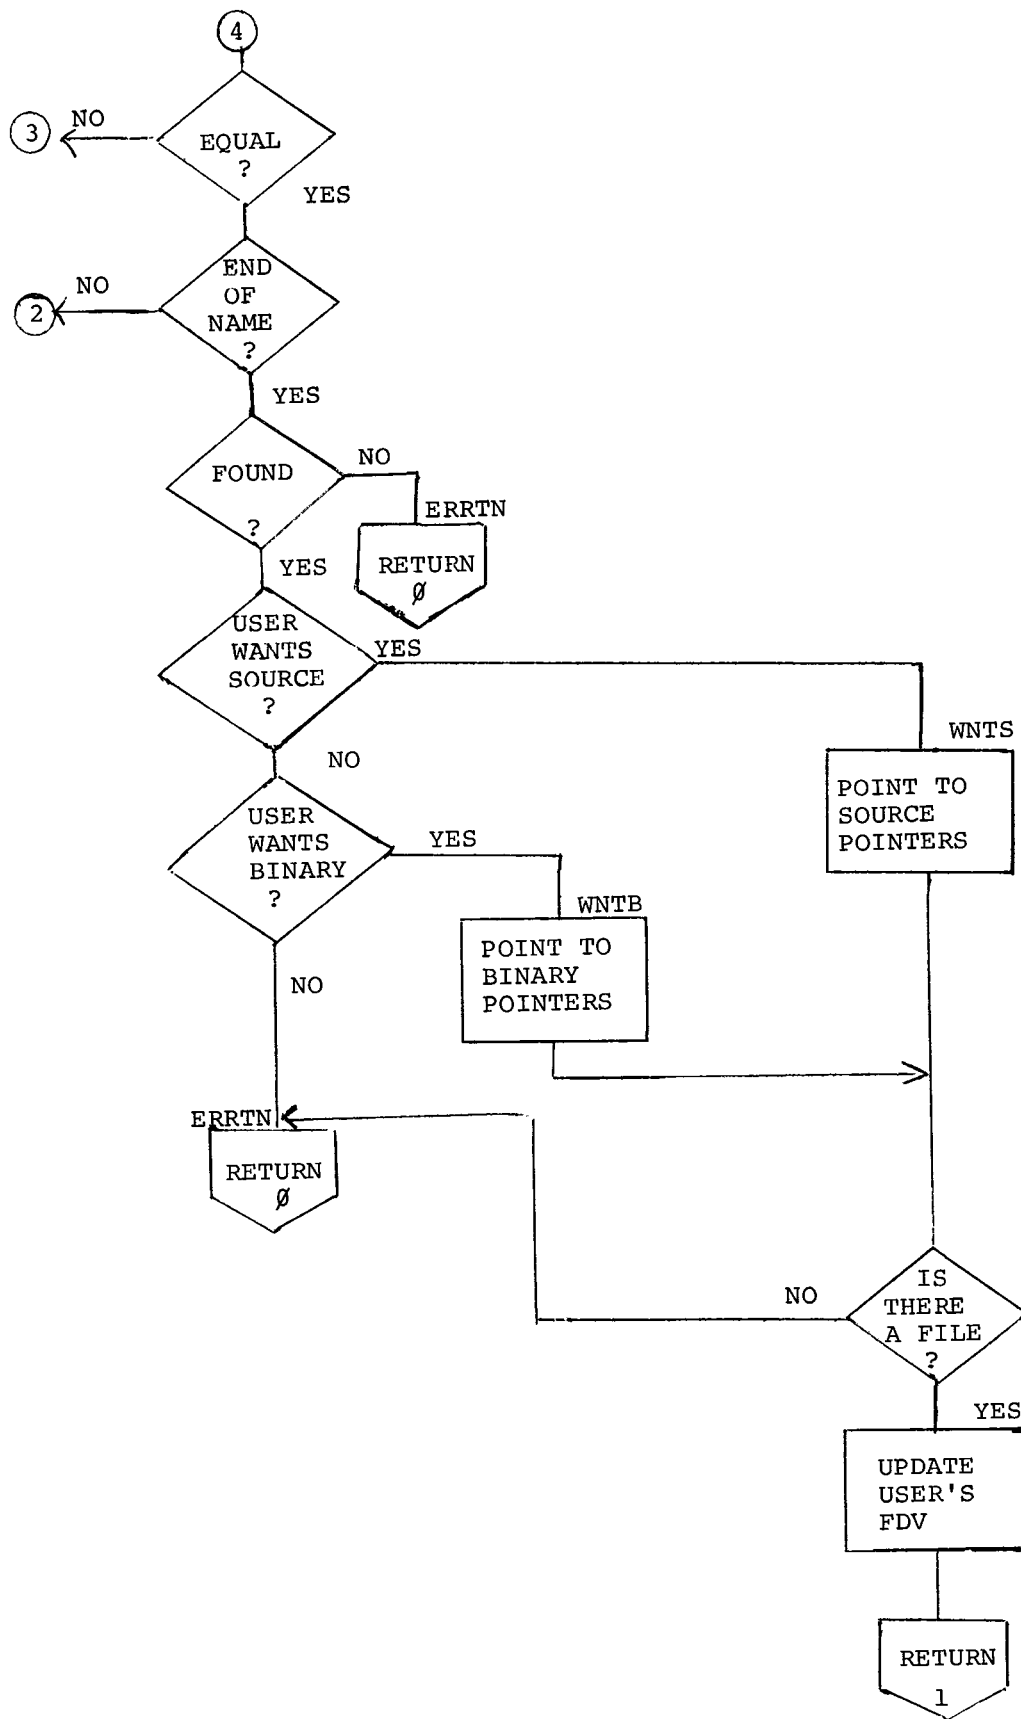 4
3
NO
EQUAL
?
YES
NO
2
END
OF
NAME
?
YES
FOUND
?
NO
ERRTN
RETURN
Ø
YES
USER
WANTS
SOURCE
?
YES
WNTS
POINT TO
SOURCE
POINTERS
NO
USER
WANTS
BINARY
?
YES
WNTB
POINT TO
BINARY
POINTERS
NO
ERRTN
RETURN
Ø
IS
THERE
A FILE
?
NO
YES
UPDATE
USER'S
FDV
RETURN
1